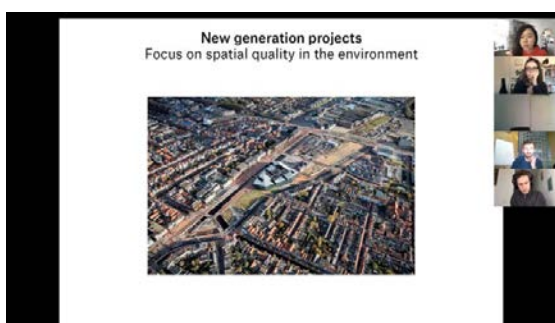 New generation projects
Focus on spatial quality in the environment